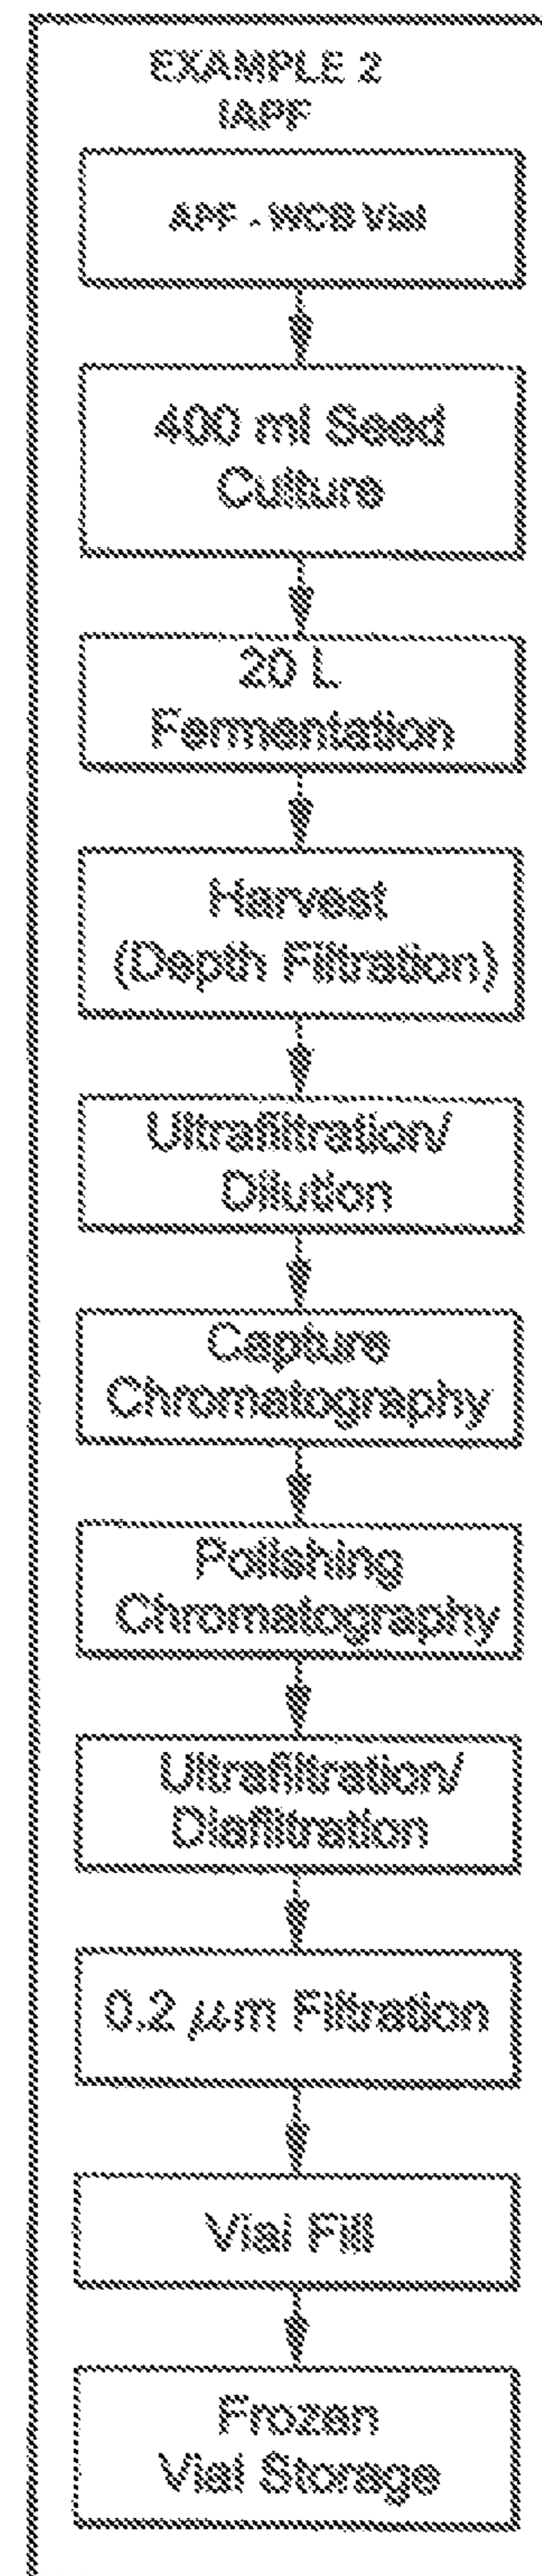 EXAMPLE 2
IAPF
APF - WCB Vial
400 ml Seed
Culture
20 L
Fermentation
Harvest
(Depth Filtration)
Ultrafiltration/
Dilution
Capture
Chromatography
Polishing
Chromatography
Ultrafiltration/
Diafiltration
0.2 μm Filtration
Vial Fill
Frozen
Vial Storage